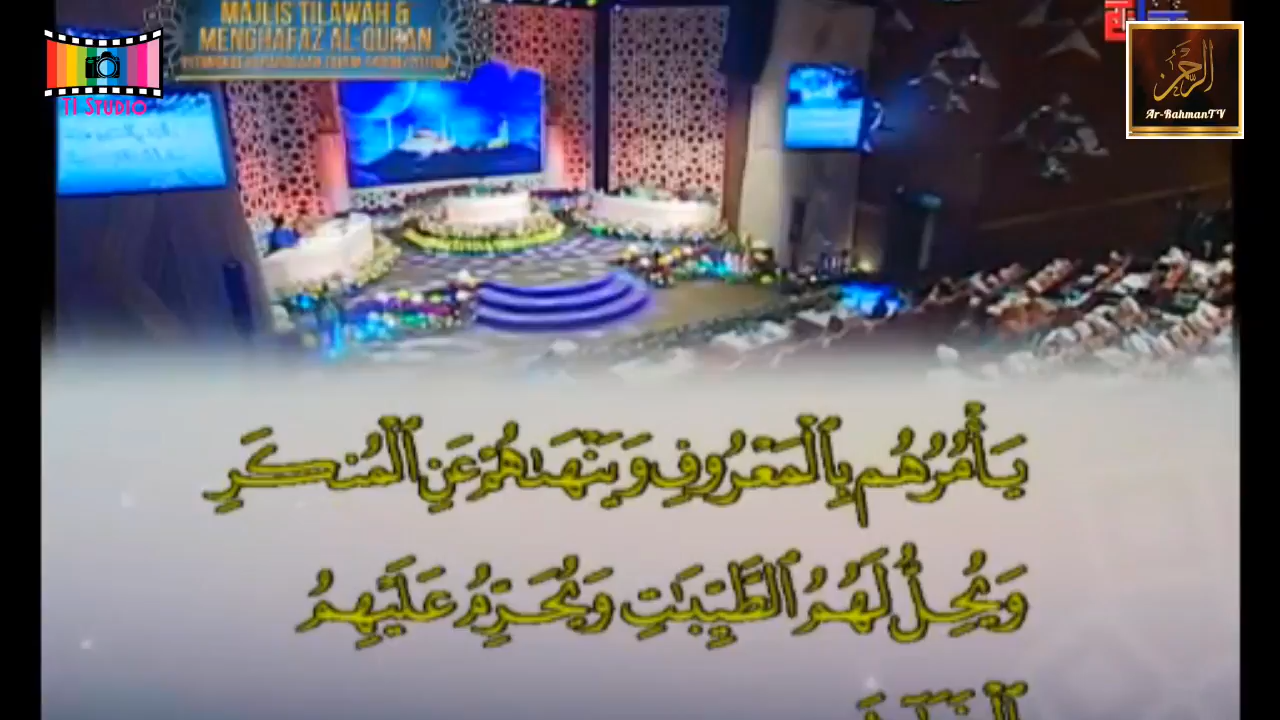 MAJLIS TILAWAH &
MENGHAFAZ AL-QURAN
TI STUDIO
الرحمن
Ar-RahmanTV
يَأْمُرُهُم بِٱلْمَعْرُوفِ وَيَنْهَىٰهُمْ عَنِ ٱلْمُنكَرِ
وَيُحِلُّ لَهُمُ ٱلطَّيِّبَٰتِ وَيُحَرِّمُ عَلَيْهِمُ